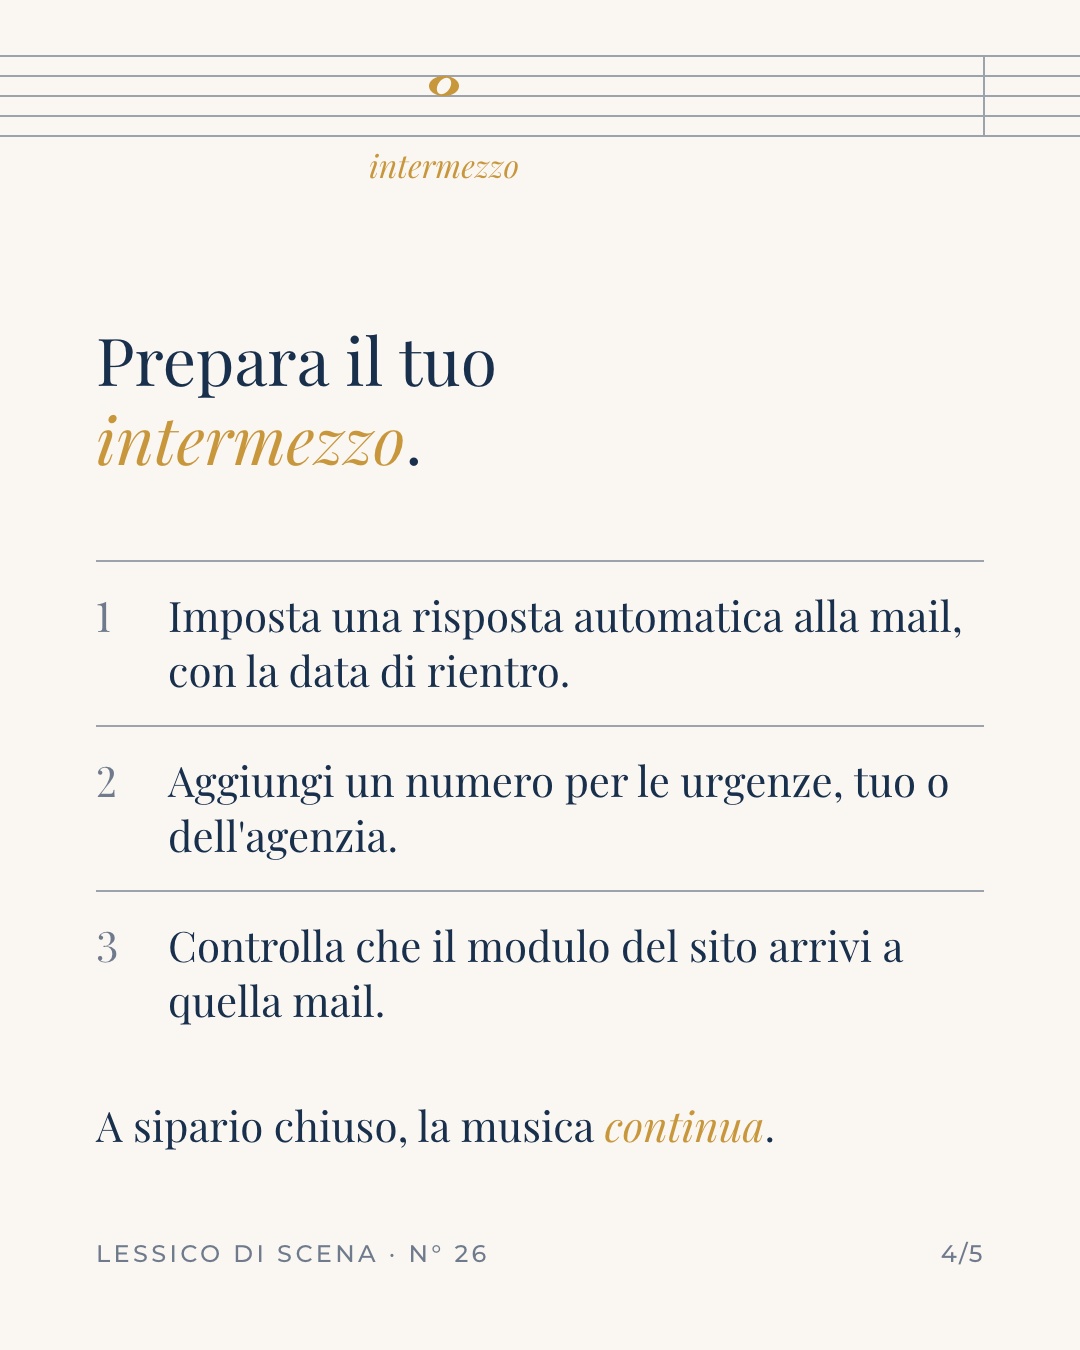 intermezzo
Prepara il tuo
intermezzo.
1 Imposta una risposta automatica alla mail,
con la data di rientro.
2 Aggiungi un numero per le urgenze, tuo o
dell'agenzia.
3 Controlla che il modulo del sito arrivi a
quella mail.
A sipario chiuso, la musica continua.
LESSICO DI SCENA · N° 26
4/5